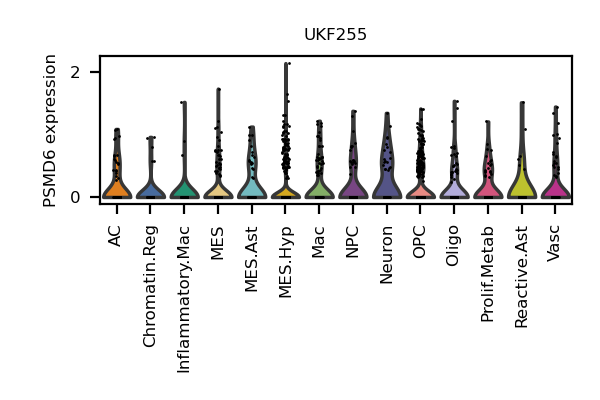 UKF255
PSMD6 expression
2
0
AC
Chromatin.Reg
Inflammatory.Mac
MES
MES.Ast
MES.Hyp
Mac
NPC
Neuron
OPC
Oligo
Prolif.Metab
Reactive.Ast
Vasc